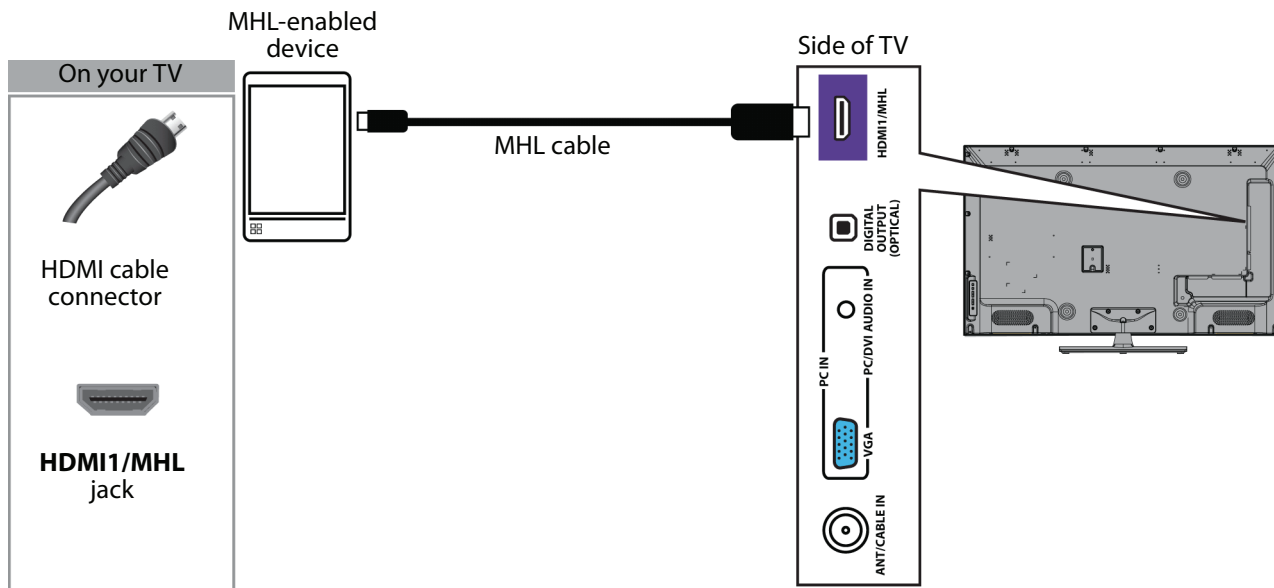 On your TV
HDMI cable
connector
HDMI1/MHL
jack
MHL-enabled
device
MHL cable
Side of TV
HDMI1/MHL
DIGITAL
OUTPUT
(OPTICAL)
PC IN
PC/DVI AUDIO IN
VGA
ANT/CABLE IN